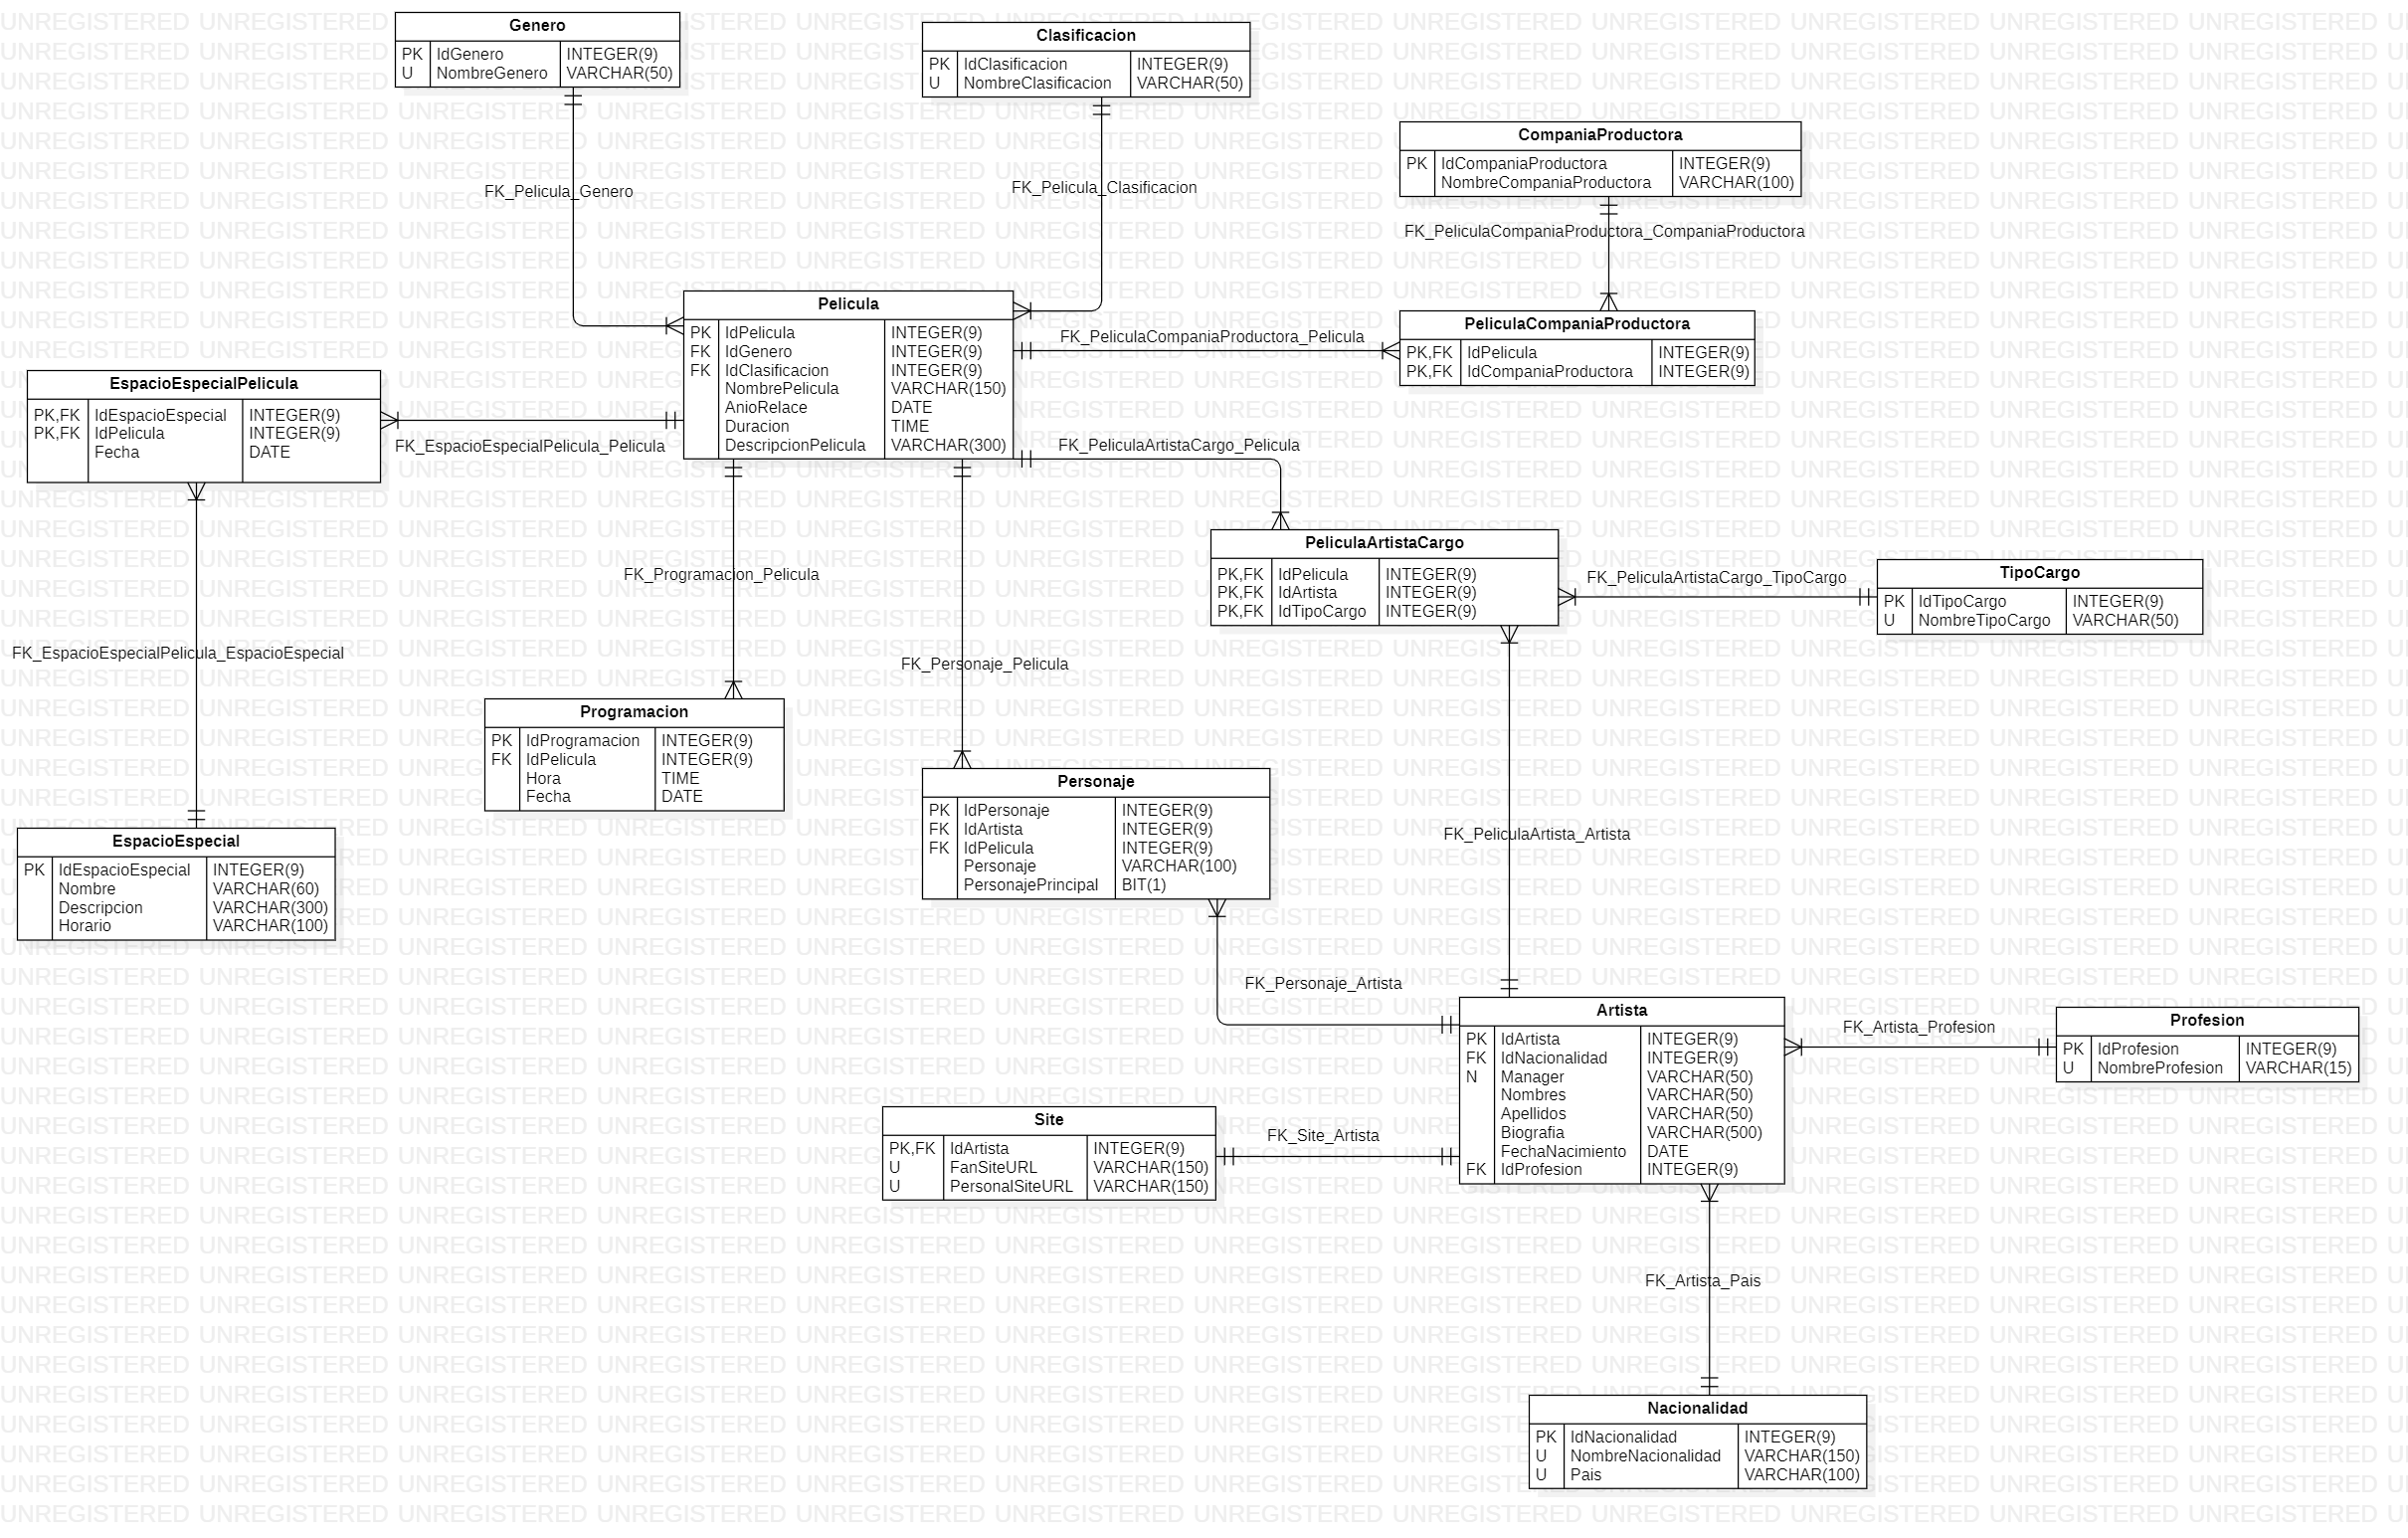 Genero
PK IdGenero INTEGER(9)
U NombreGenero VARCHAR(50)
Clasificacion
PK IdClasificacion INTEGER(9)
U NombreClasificacion VARCHAR(50)
CompaniaProductora
PK IdCompaniaProductora INTEGER(9)
NombreCompaniaProductora VARCHAR(100)
FK_Pelicula_Genero
FK_Pelicula_Clasificacion
FK_PeliculaCompaniaProductora_CompaniaProductora
Pelicula
PK IdPelicula INTEGER(9)
FK IdGenero INTEGER(9)
FK IdClasificacion INTEGER(9)
NombrePelicula VARCHAR(150)
AnioRelace DATE
Duracion TIME
DescripcionPelicula VARCHAR(300)
FK_PeliculaCompaniaProductora_Pelicula
PeliculaCompaniaProductora
PK,FK IdPelicula INTEGER(9)
PK,FK IdCompaniaProductora INTEGER(9)
EspacioEspecialPelicula
PK,FK IdEspacioEspecial INTEGER(9)
PK,FK IdPelicula INTEGER(9)
Fecha DATE
FK_EspacioEspecialPelicula_Pelicula
FK_PeliculaArtistaCargo_Pelicula
PeliculaArtistaCargo
PK,FK IdPelicula INTEGER(9)
PK,FK IdArtista INTEGER(9)
PK,FK IdTipoCargo INTEGER(9)
FK_PeliculaArtistaCargo_TipoCargo
TipoCargo
PK IdTipoCargo INTEGER(9)
U NombreTipoCargo VARCHAR(50)
FK_Programacion_Pelicula
FK_EspacioEspecialPelicula_EspacioEspecial
FK_Personaje_Pelicula
Programacion
PK IdProgramacion INTEGER(9)
FK IdPelicula INTEGER(9)
Hora TIME
Fecha DATE
Personaje
PK IdPersonaje INTEGER(9)
FK IdArtista INTEGER(9)
FK IdPelicula INTEGER(9)
Personaje VARCHAR(100)
PersonajePrincipal BIT(1)
FK_PeliculaArtista_Artista
EspacioEspecial
PK IdEspacioEspecial INTEGER(9)
Nombre VARCHAR(60)
Descripcion VARCHAR(300)
Horario VARCHAR(100)
FK_Personaje_Artista
Artista
PK IdArtista INTEGER(9)
FK IdNacionalidad INTEGER(9)
N Manager VARCHAR(50)
Nombres VARCHAR(50)
Apellidos VARCHAR(50)
Biografia VARCHAR(500)
FechaNacimiento DATE
FK IdProfesion INTEGER(9)
FK_Artista_Profesion
Profesion
PK IdProfesion INTEGER(9)
U NombreProfesion VARCHAR(15)
Site
PK,FK IdArtista INTEGER(9)
U FanSiteURL VARCHAR(150)
U PersonalSiteURL VARCHAR(150)
FK_Site_Artista
FK_Artista_Pais
Nacionalidad
PK IdNacionalidad INTEGER(9)
U NombreNacionalidad VARCHAR(150)
U Pais VARCHAR(100)
UNREGISTERED